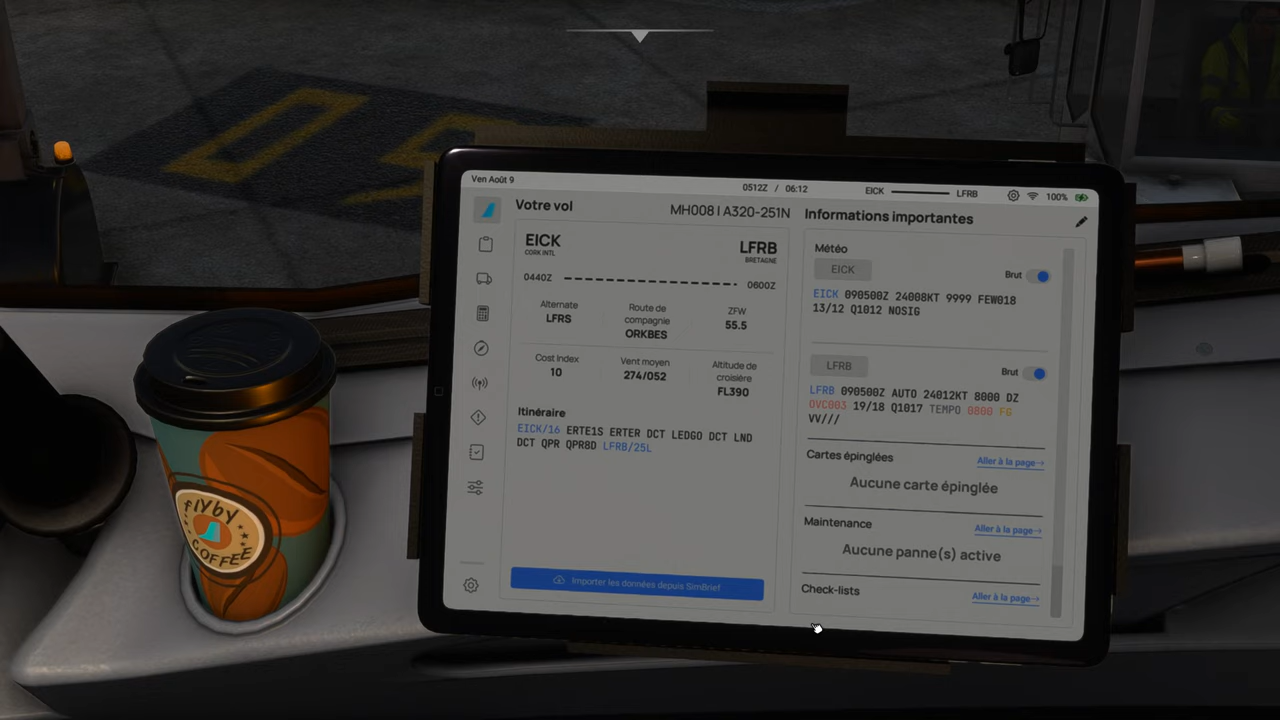 Ven Août 9
0512Z / 06:12
EICK
LFRB
100%
Votre vol
MH008 | A320-251N
EICK
CORK INTL
LFRB
BRETAGNE
0440Z
0600Z
Alternate
LFRS
Route de
compagnie
ORKBES
ZFW
55.5
Cost Index
10
Vent moyen
274/052
Altitude de
croisière
FL390
Itinéraire
EICK/16 ERTE1S ERTER DCT LEDGO DCT LND
DCT QPR QPR8D LFRB/25L
Importer les données depuis SimBrief
Informations importantes
Météo
EICK
Brut
EICK 090500Z 24008KT 9999 FEW018
13/12 Q1012 NOSIG
LFRB
Brut
LFRB 090500Z AUTO 24012KT 8000 DZ
OVC003 19/18 Q1017 TEMPO 0800 FG
VV///
Cartes épinglées
Aller à la page
Aucune carte épinglée
Maintenance
Aller à la page
Aucune panne(s) active
Check-lists
Aller à la page
flyby
COFFEE